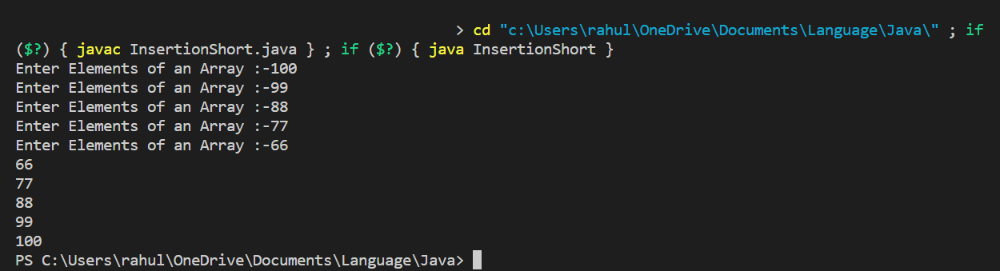 > cd "c:\Users\rahul\OneDrive\Documents\Language\Java\" ; if
($?) { javac InsertionShort.java } ; if ($?) { java InsertionShort }
Enter Elements of an Array :-100
Enter Elements of an Array :-99
Enter Elements of an Array :-88
Enter Elements of an Array :-77
Enter Elements of an Array :-66
66
77
88
99
100
PS C:\Users\rahul\OneDrive\Documents\Language\Java>